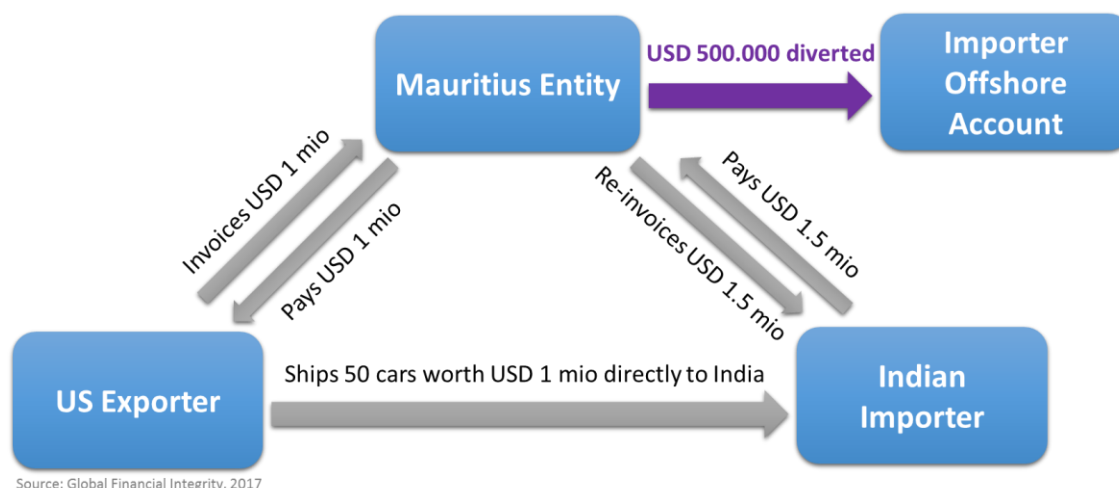 Mauritius Entity
USD 500.000 diverted
Importer
Offshore
Account
Invoices USD 1 mio
Pays USD 1 mio
Re-invoices USD 1.5 mio
Pays USD 1.5 mio
US Exporter
Ships 50 cars worth USD 1 mio directly to India
Indian
Importer
Source: Global Financial Integrity, 2017